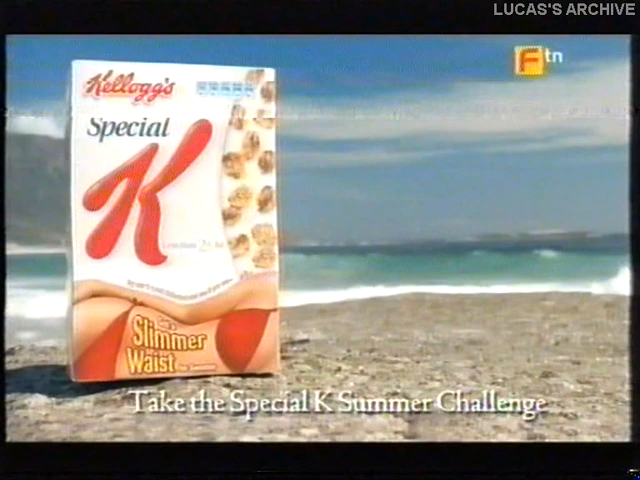 LUCAS'S ARCHIVE
Ftn
Kellogg's
Special
K
Slimmer
Waist
Take the Special K Summer Challenge